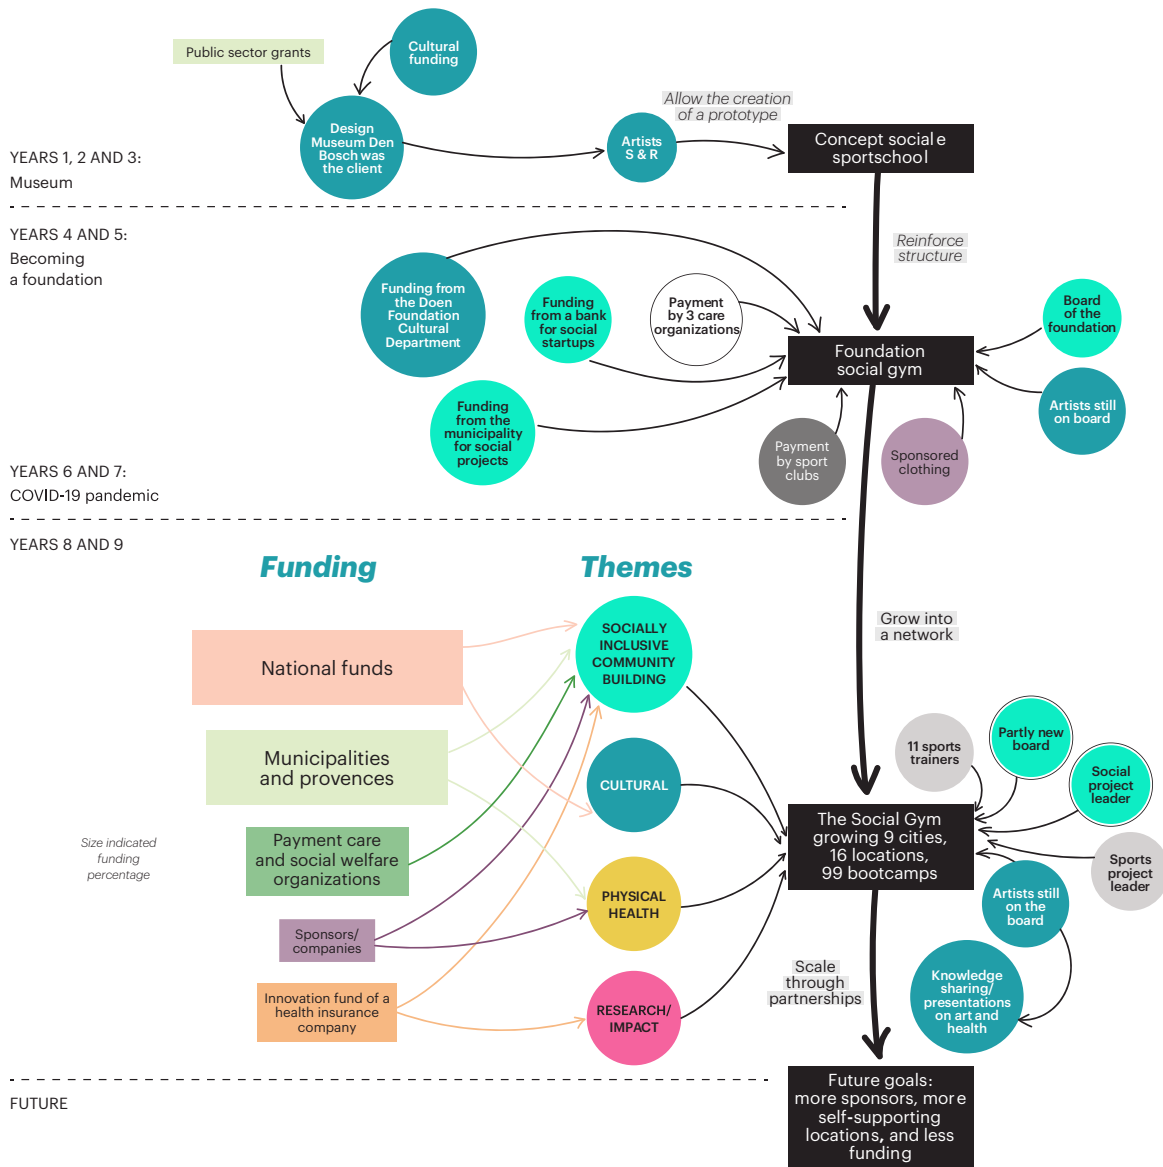 Public sector grants
Cultural
funding
Design
Museum Den
Bosch was
the client
Artists
S & R
Allow the creation
of a prototype
Concept sociale
sportschool
YEARS 1, 2 AND 3:
Museum
YEARS 4 AND 5:
Becoming
a foundation
Reinforce
structure
Funding from
the Doen
Foundation
Cultural
Department
Funding
from a bank
for social
startups
Payment
by 3 care
organizations
Board
of the
foundation
Foundation
social gym
Artists still
on board
Funding
from the
municipality
for social
projects
Payment
by sport
clubs
Sponsored
clothing
YEARS 6 AND 7:
COVID-19 pandemic
YEARS 8 AND 9
Funding
Themes
National funds
Municipalities
and provences
Payment care
and social welfare
organizations
Sponsors/
companies
Innovation fund of a
health insurance
company
Size indicated
funding
percentage
SOCIALLY
INCLUSIVE
COMMUNITY
BUILDING
CULTURAL
PHYSICAL
HEALTH
RESEARCH/
IMPACT
Grow into
a network
11 sports
trainers
Partly new
board
Social
project
leader
The Social Gym
growing 9 cities,
16 locations,
99 bootcamps
Sports
project
leader
Artists still
on the
board
Knowledge
sharing/
presentations
on art and
health
Scale
through
partnerships
FUTURE
Future goals:
more sponsors, more
self-supporting
locations, and less
funding